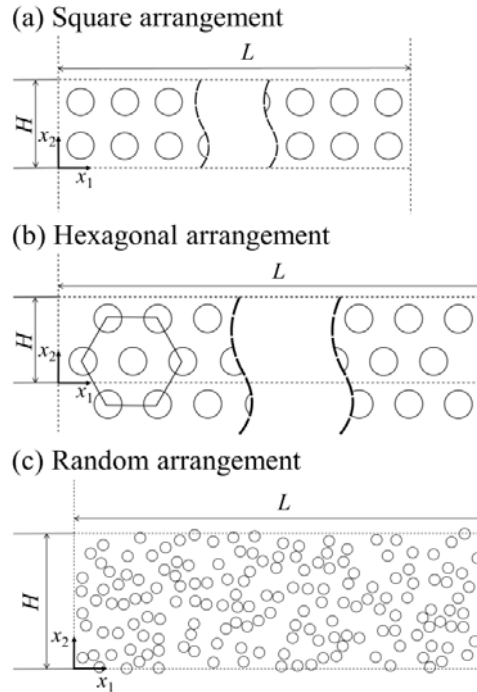 (a) Square arrangement
L
H
x2
x1
(b) Hexagonal arrangement
L
H
x2
x1
(c) Random arrangement
L
H
x2
x1